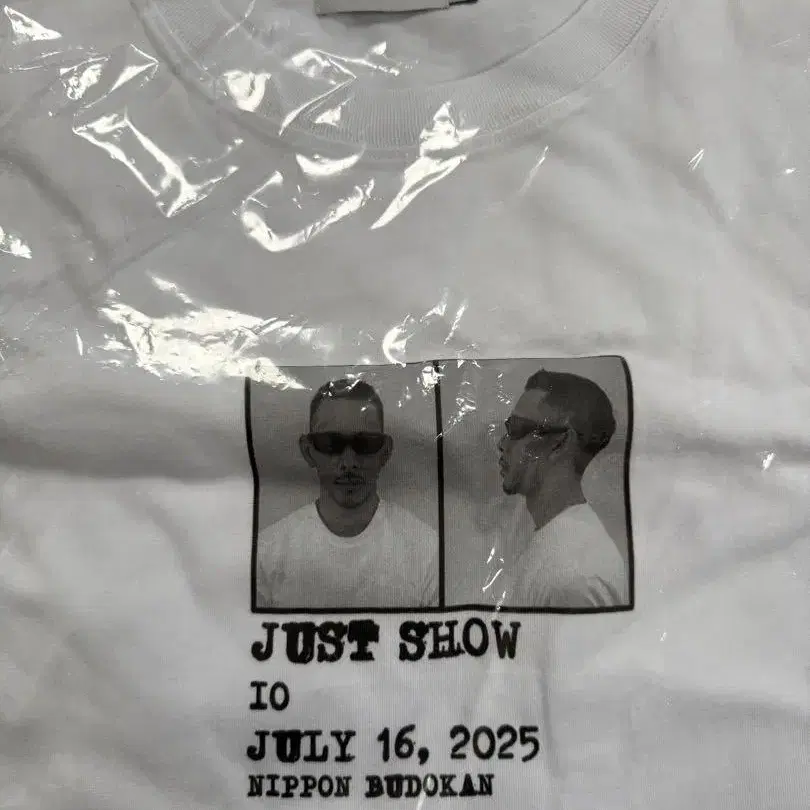 JUST SHOW
IO
JULY 16, 2025
NIPPON BUDOKAN